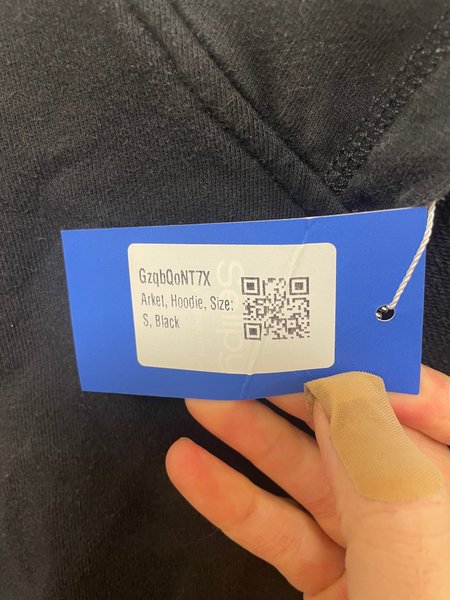 GzqbQoNT7X
Arket, Hoodie, Size:
S, Black